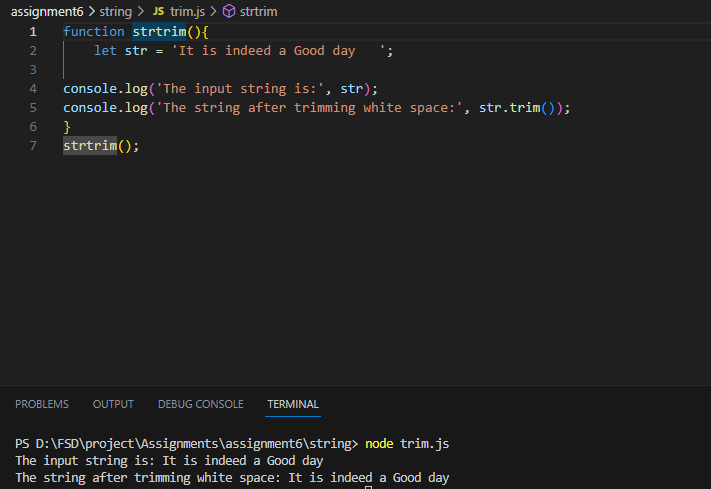 assignment6 > string > JS trim.js > strtrim
1 function strtrim(){
2     let str = 'It is indeed a Good day   ';
3
4 console.log('The input string is:', str);
5 console.log('The string after trimming white space:', str.trim());
6 }
7 strtrim();
PROBLEMS OUTPUT DEBUG CONSOLE TERMINAL
PS D:\FSD\project\Assignments\assignment6\string> node trim.js
The input string is: It is indeed a Good day
The string after trimming white space: It is indeed a Good day